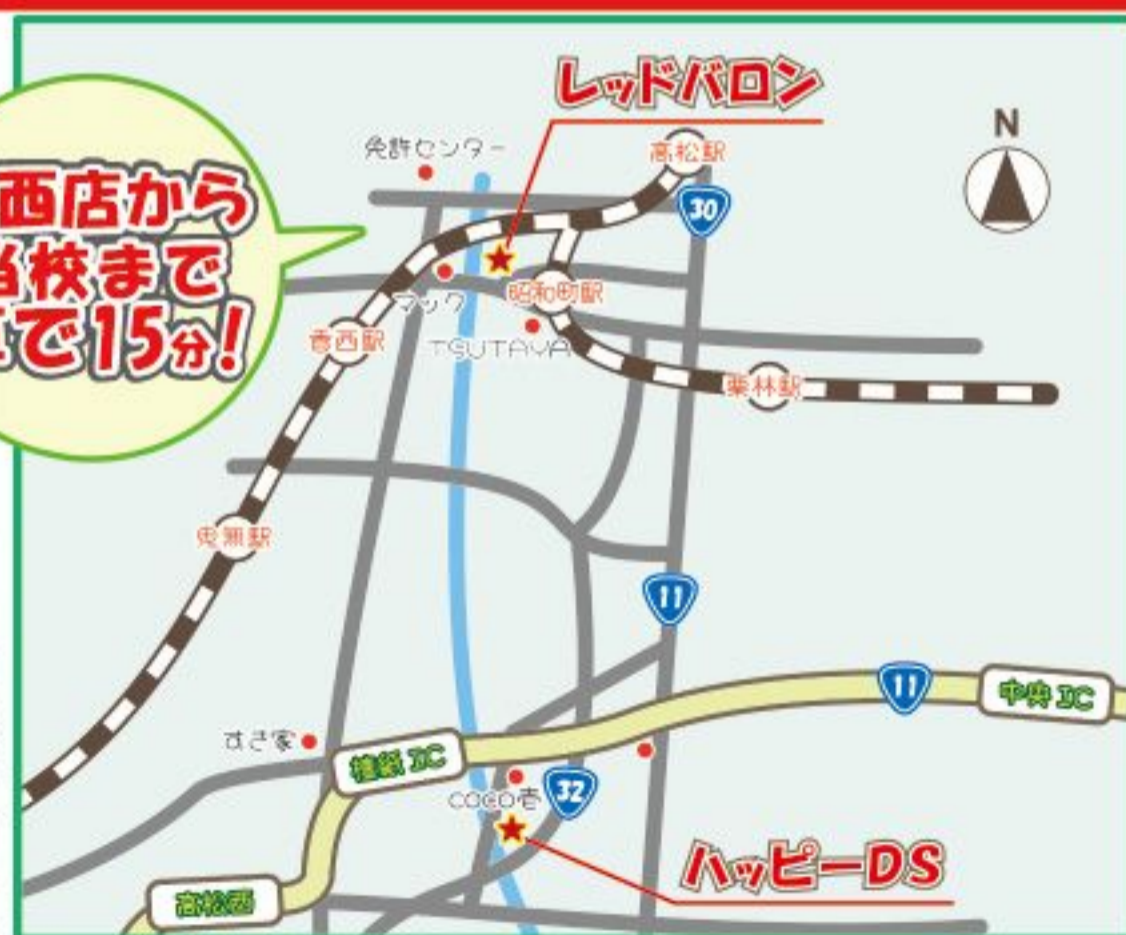 レッドバロン
N
免許センター
高松駅
30
西店から
当校まで
で15分!
マック
昭和町駅
香西駅
TSUTAYA
栗林駅
鬼無駅
11
11
中央IC
すき家
檀紙IC
COCO壱
32
ハッピーDS
高松西